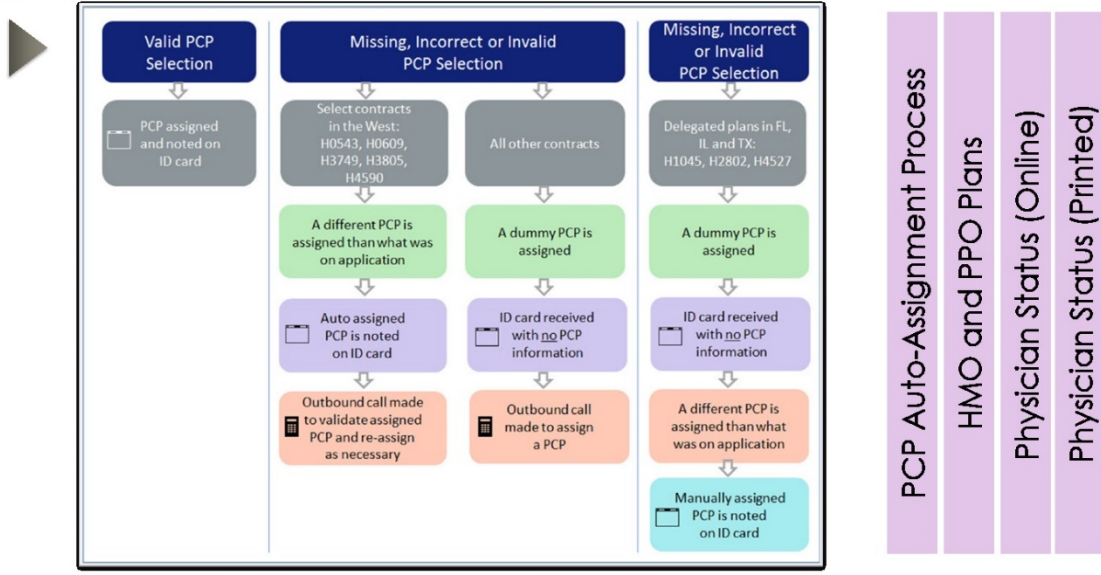 Valid PCP
Selection
PCP assigned
and noted on
ID card
Missing, Incorrect or Invalid
PCP Selection
Select contracts
in the West:
H0543, H0609,
H3749, H3805,
H4590
A different PCP is
assigned than what was
on application
Auto assigned
PCP is noted
on ID card
Outbound call made
to validate assigned
PCP and re-assign
as necessary
All other contracts
A dummy PCP is
assigned
ID card received
with no PCP
information
Outbound call
made to assign
a PCP
Missing, Incorrect
or Invalid
PCP Selection
Delegated plans in FL,
IL and TX:
H1045, H2802, H4527
A dummy PCP is
assigned
ID card received
with no PCP
information
A different PCP is
assigned than what
was on application
Manually assigned
PCP is noted
on ID card
PCP Auto-Assignment Process
HMO and PPO Plans
Physician Status (Online)
Physician Status (Printed)